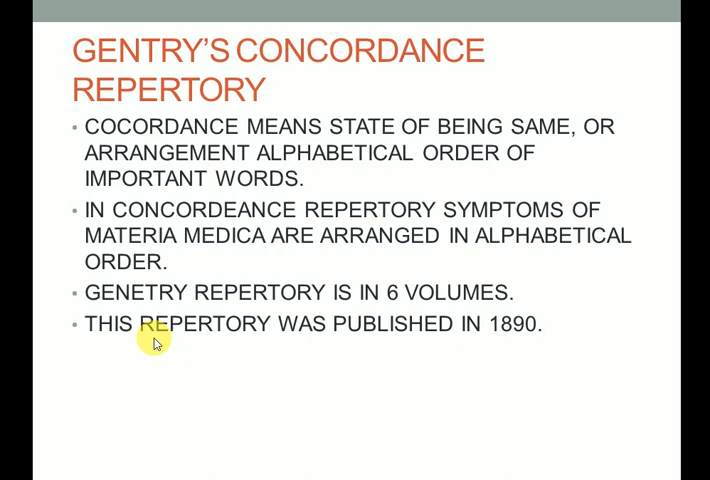 GENTRY'S CONCORDANCE
REPERTORY
• COCORDANCE MEANS STATE OF BEING SAME, OR
ARRANGEMENT ALPHABETICAL ORDER OF
IMPORTANT WORDS.
• IN CONCORDEANCE REPERTORY SYMPTOMS OF
MATERIA MEDICA ARE ARRANGED IN ALPHABETICAL
ORDER.
• GENETRY REPERTORY IS IN 6 VOLUMES.
• THIS REPERTORY WAS PUBLISHED IN 1890.